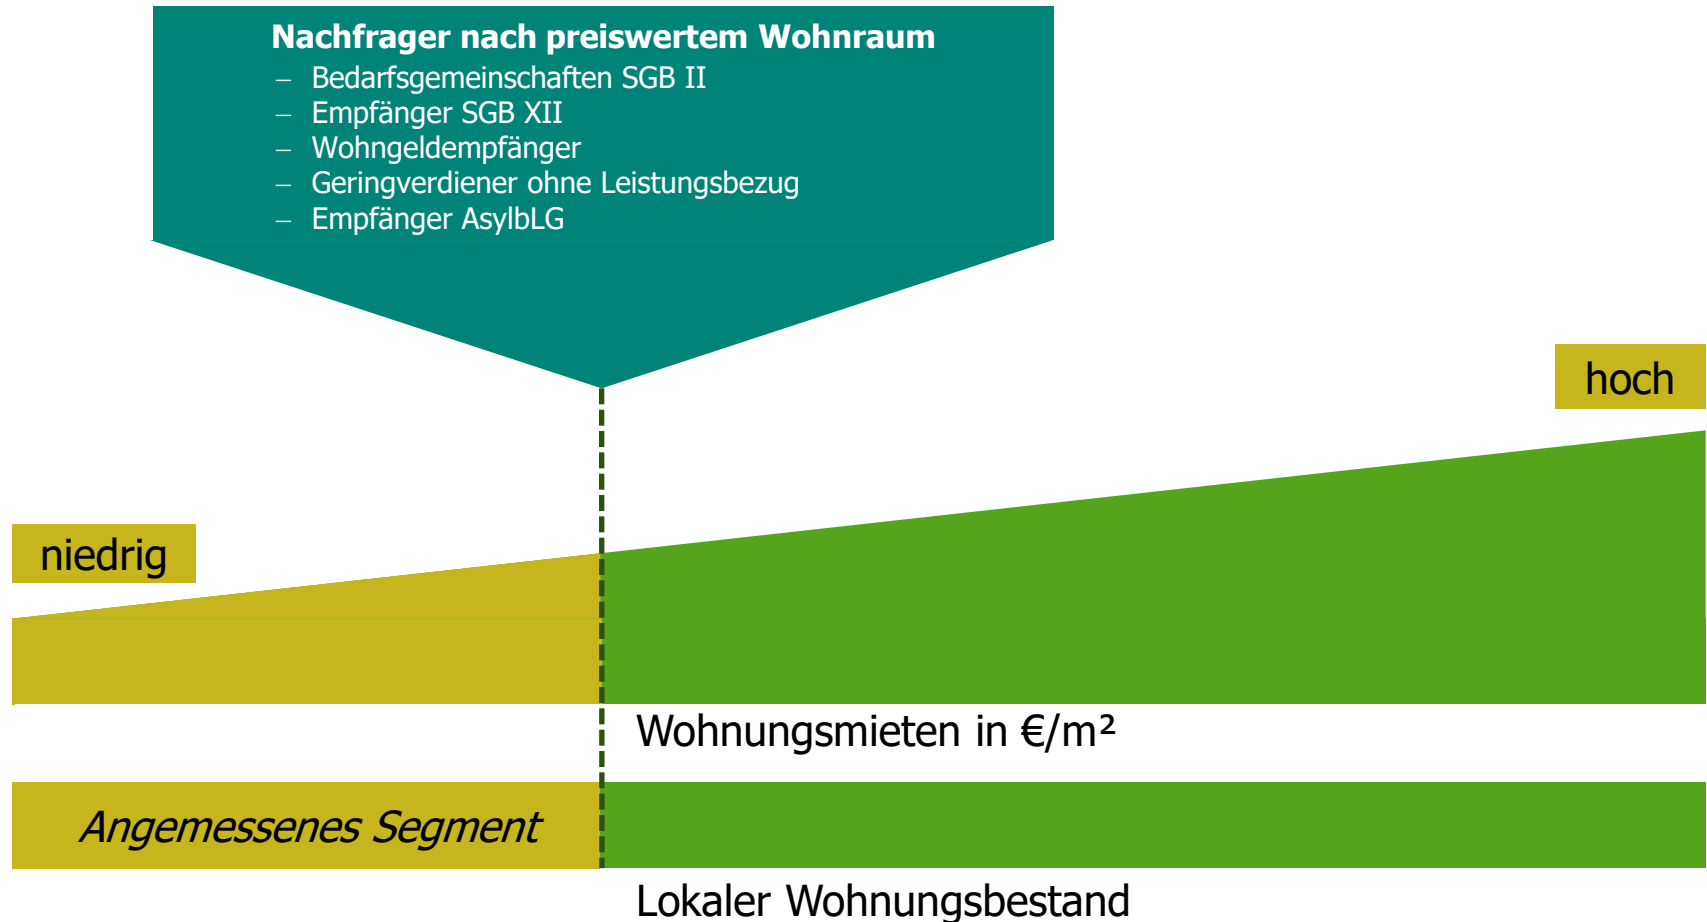 Nachfrager nach preiswertem Wohnraum
– Bedarfsgemeinschaften SGB II
– Empfänger SGB XII
– Wohngeldempfänger
– Geringverdiener ohne Leistungsbezug
– Empfänger AsylbLG
hoch
niedrig
Wohnungsmieten in €/m²
Angemessenes Segment
Lokaler Wohnungsbestand